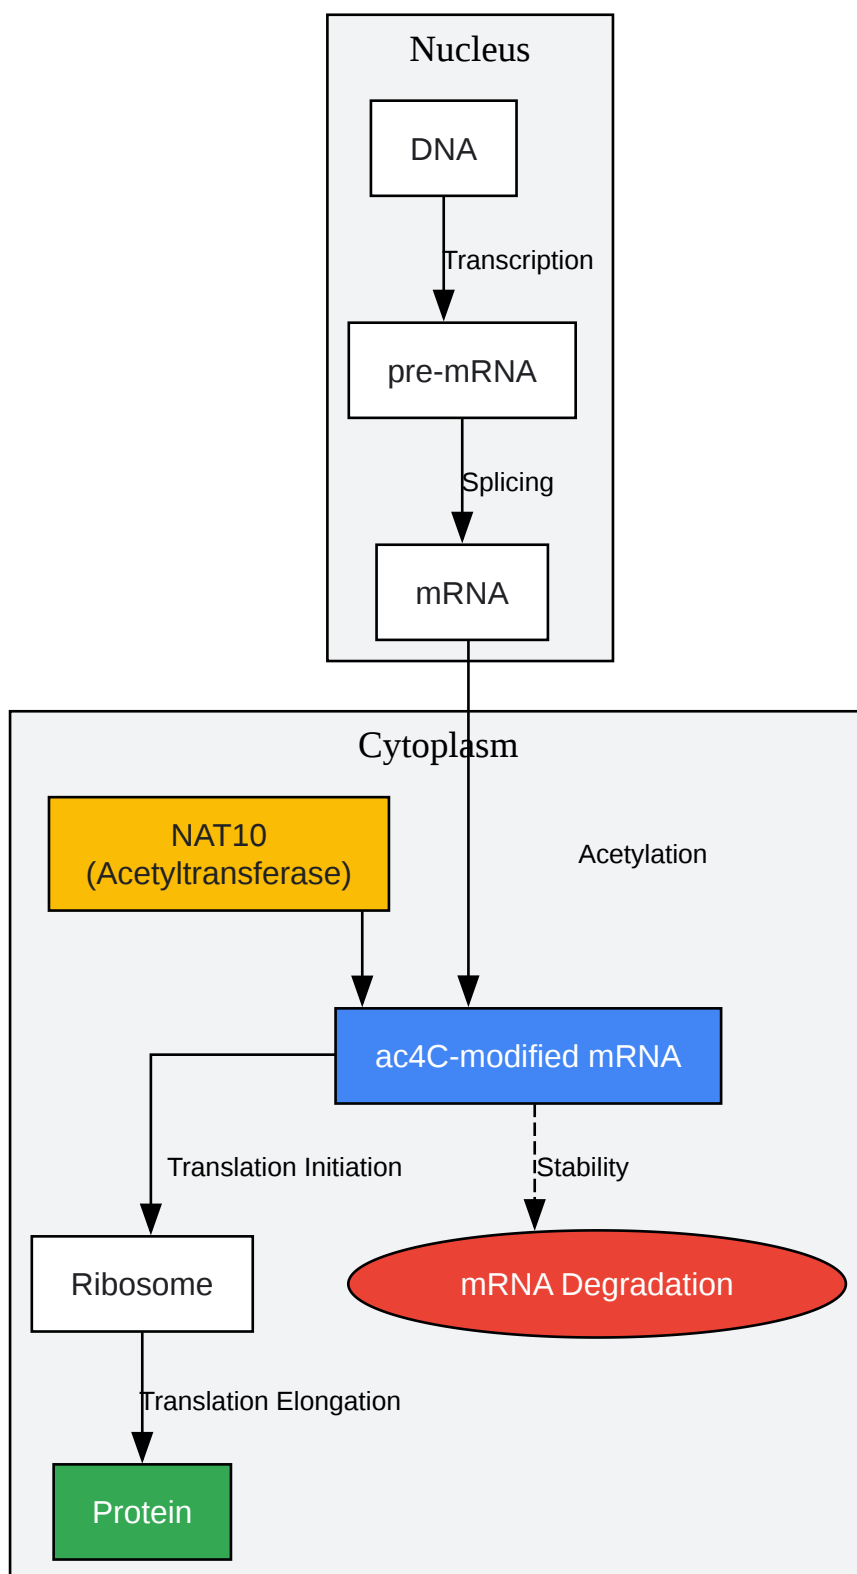 Nucleus
DNA
Transcription
pre-mRNA
Splicing
mRNA
Cytoplasm
NAT10
(Acetyltransferase)
Acetylation
ac4C-modified mRNA
Translation Initiation
Stability
Ribosome
mRNA Degradation
Translation Elongation
Protein